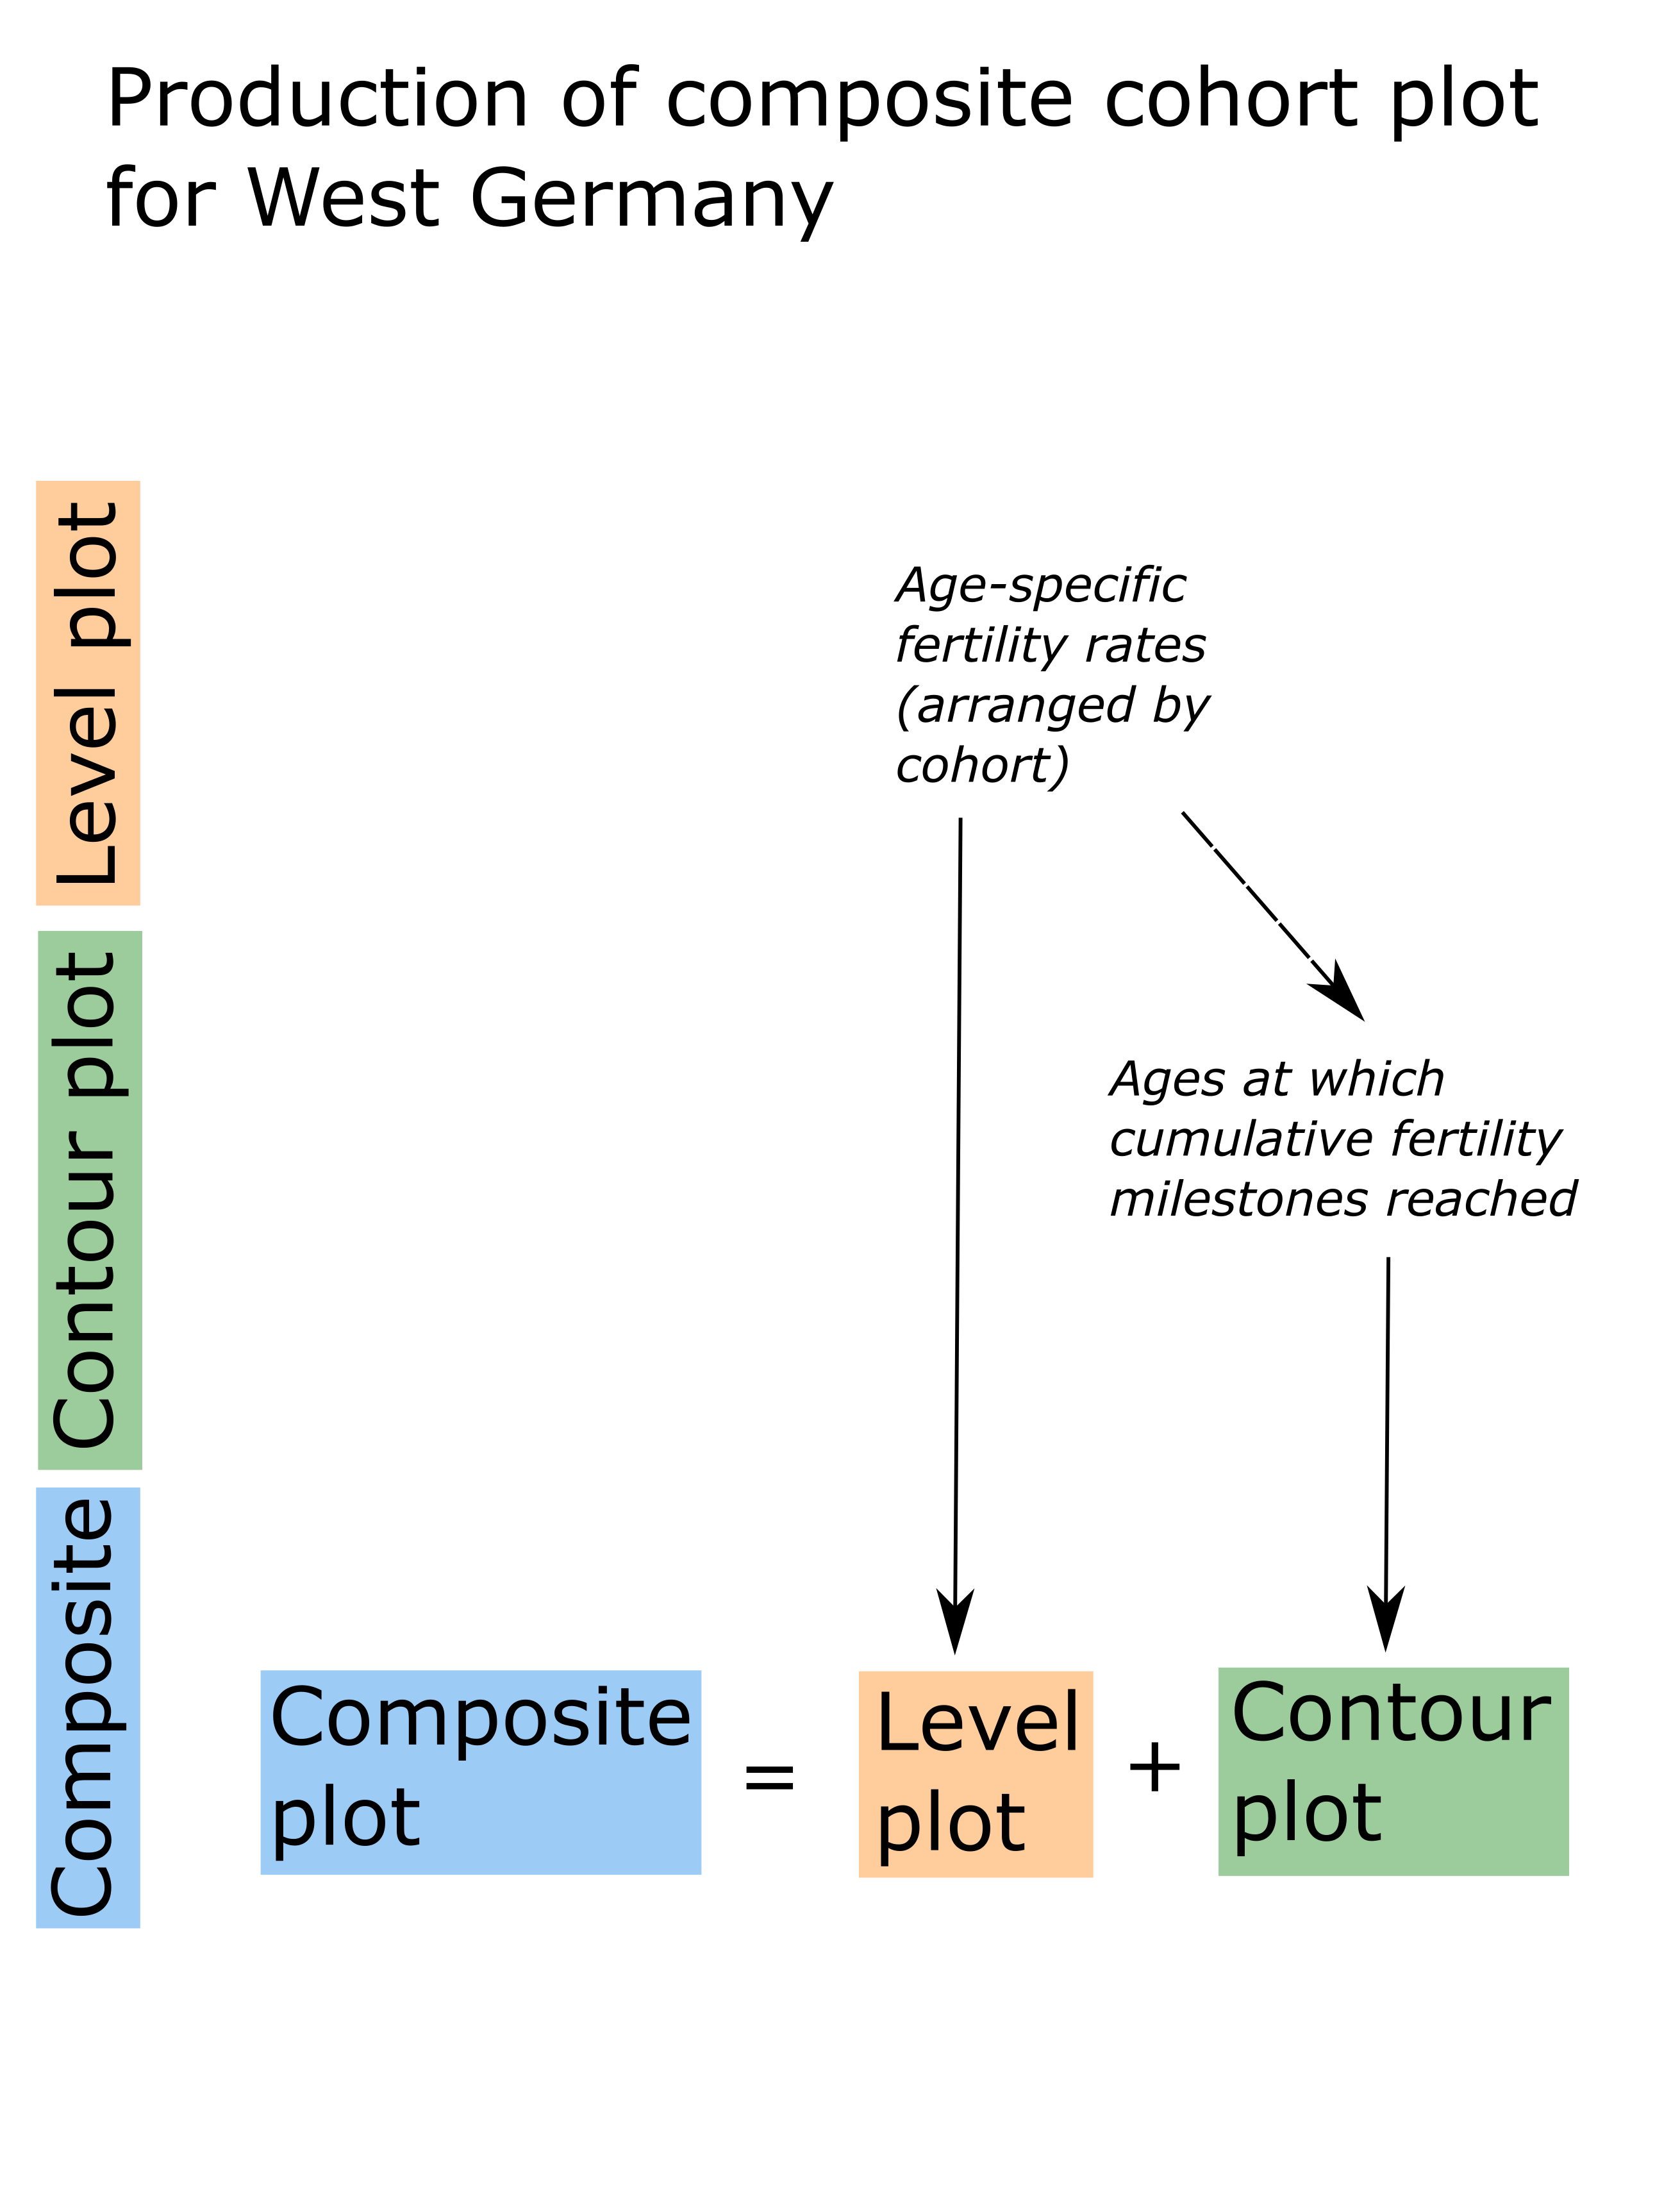 Production of composite cohort plot
for West Germany
Level plot
Age-specific
fertility rates
(arranged by
cohort)
Contour plot
Ages at which
cumulative fertility
milestones reached
Composite
Composite
plot
=
Level
plot
+
Contour
plot